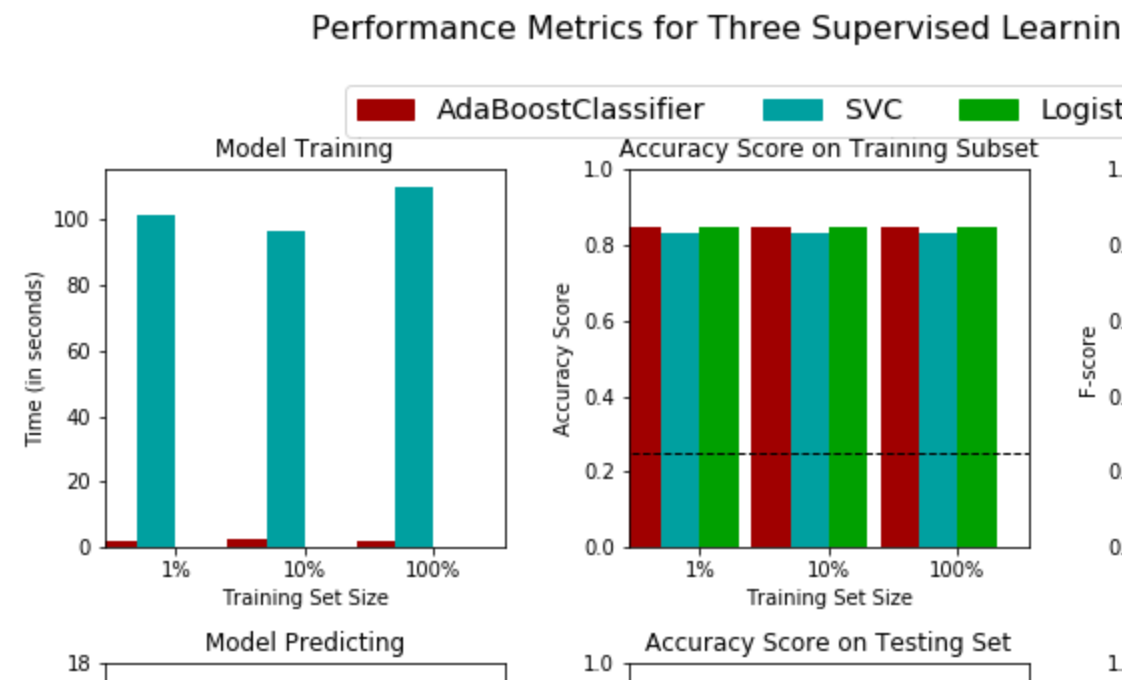 Performance Metrics for Three Supervised Learnin
AdaBoostClassifier SVC Logist
Model Training
100
80
60
40
20
0
Time (in seconds)
1% 10% 100%
Training Set Size
Accuracy Score on Training Subset
1.0
0.8
0.6
0.4
0.2
0.0
Accuracy Score
1% 10% 100%
Training Set Size
F-score
Model Predicting
18
Accuracy Score on Testing Set
1.0